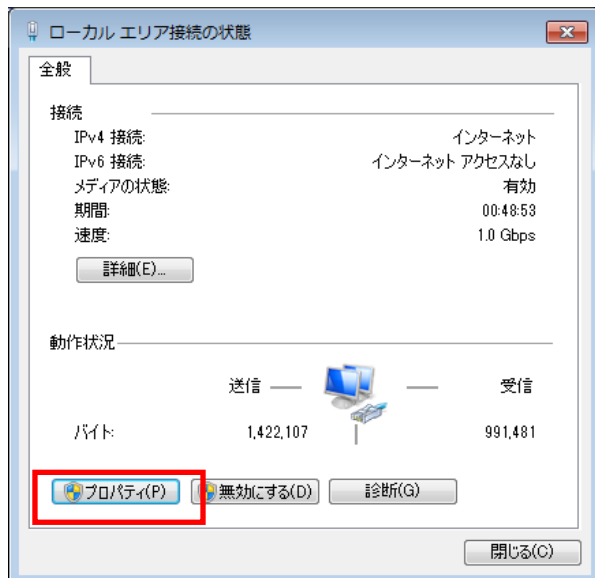 ローカル エリア接続の状態
全般
接続
IPv4 接続: インターネット
IPv6 接続: インターネット アクセスなし
メディアの状態: 有効
期間: 00:48:53
速度: 1.0 Gbps
詳細(E)...
動作状況
送信 受信
バイト: 1,422,107 991,481
プロパティ(P) 無効にする(D) 診断(G)
閉じる(C)